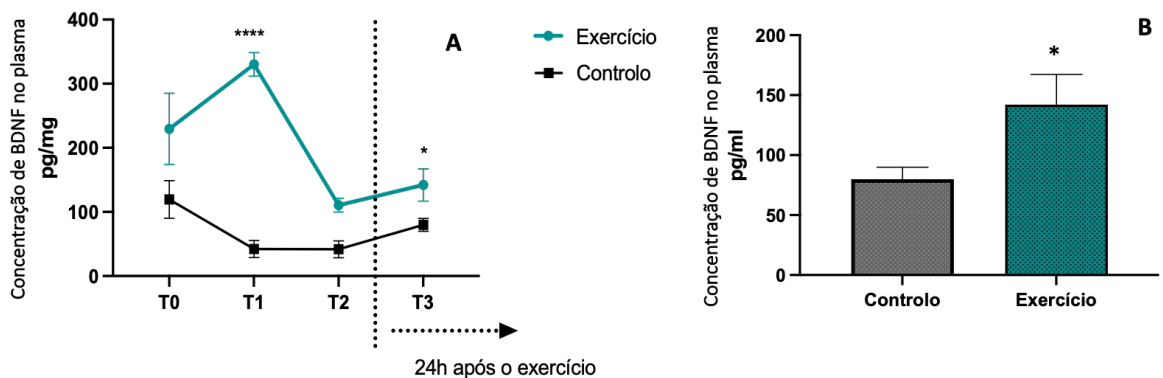 Concentração de BDNF no plasma
pg/mg
400
300
200
100
0
T0
T1
T2
T3
****
*
A
Exercício
Controlo
24h após o exercício
Concentração de BDNF no plasma
pg/ml
200
150
100
50
0
Controlo
Exercício
*
B